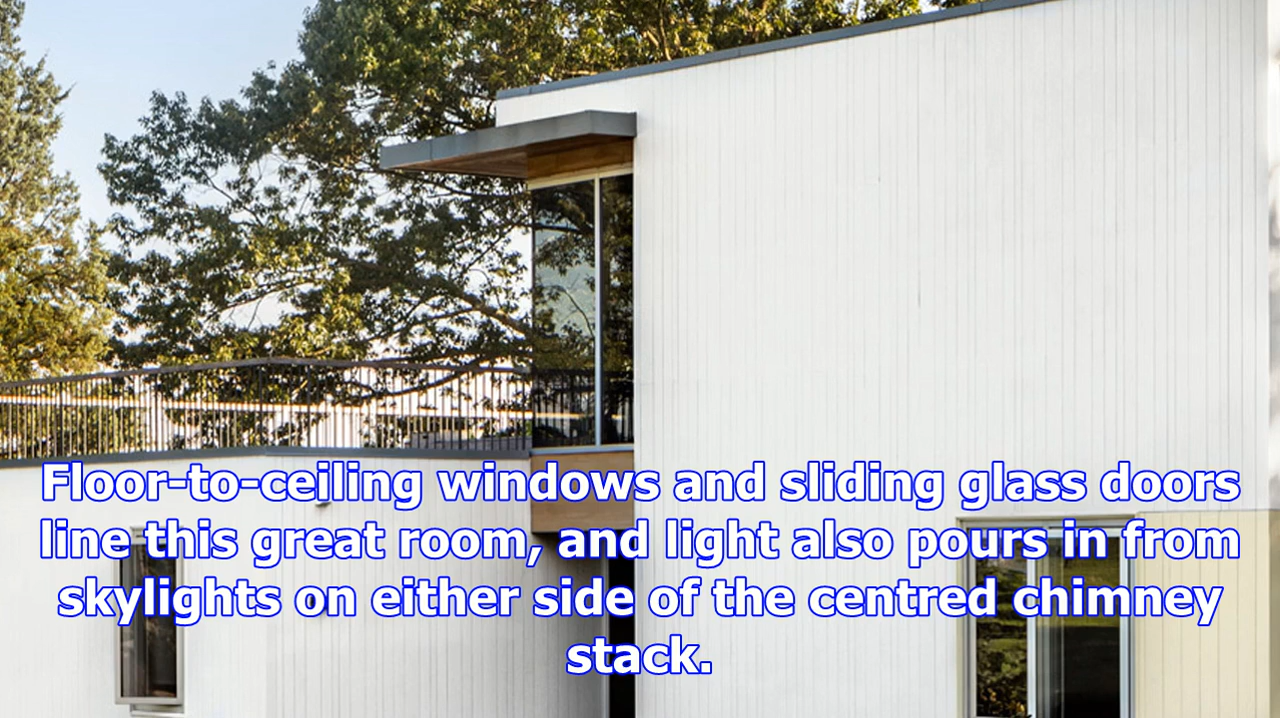 Floor-to-ceiling windows and sliding glass doors
line this great room, and light also pours in from
skylights on either side of the centred chimney
stack.